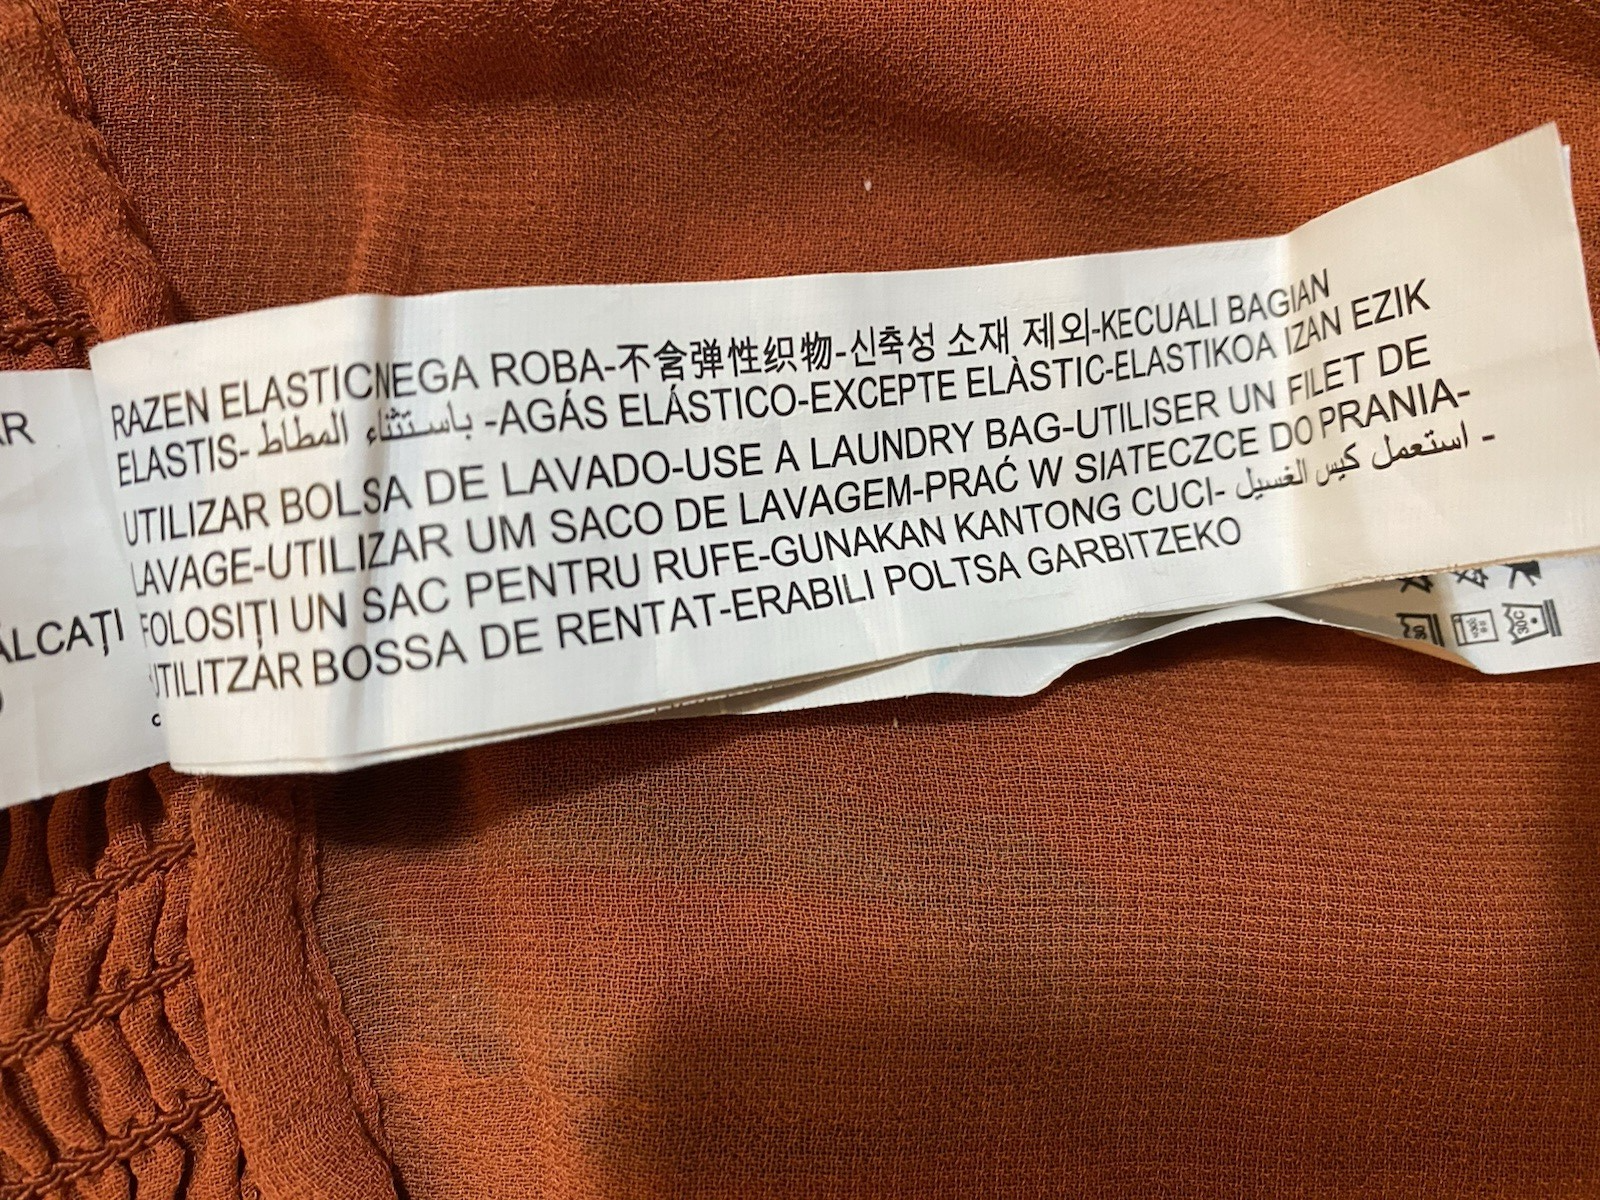 RAZEN ELASTICNEGA ROBA-不含弹性织物-신축성 소재 제외-KECUALI BAGIAN
ELASTIS-باستثناء المطاط -AGÁS ELÁSTICO-EXCEPTE ELÀSTIC-ELASTIKOA IZAN EZIK
UTILIZAR BOLSA DE LAVADO-USE A LAUNDRY BAG-UTILISER UN FILET DE
LAVAGE-UTILIZAR UM SACO DE LAVAGEM-PRAĆ W SIATECZCE DO PRANIA-
FOLOSIȚI UN SAC PENTRU RUFE-GUNAKAN KANTONG CUCI-استعمل كيس الغسيل -
UTILITZAR BOSSA DE RENTAT-ERABILI POLTSA GARBITZEKO
AR
ALCAȚI
30C